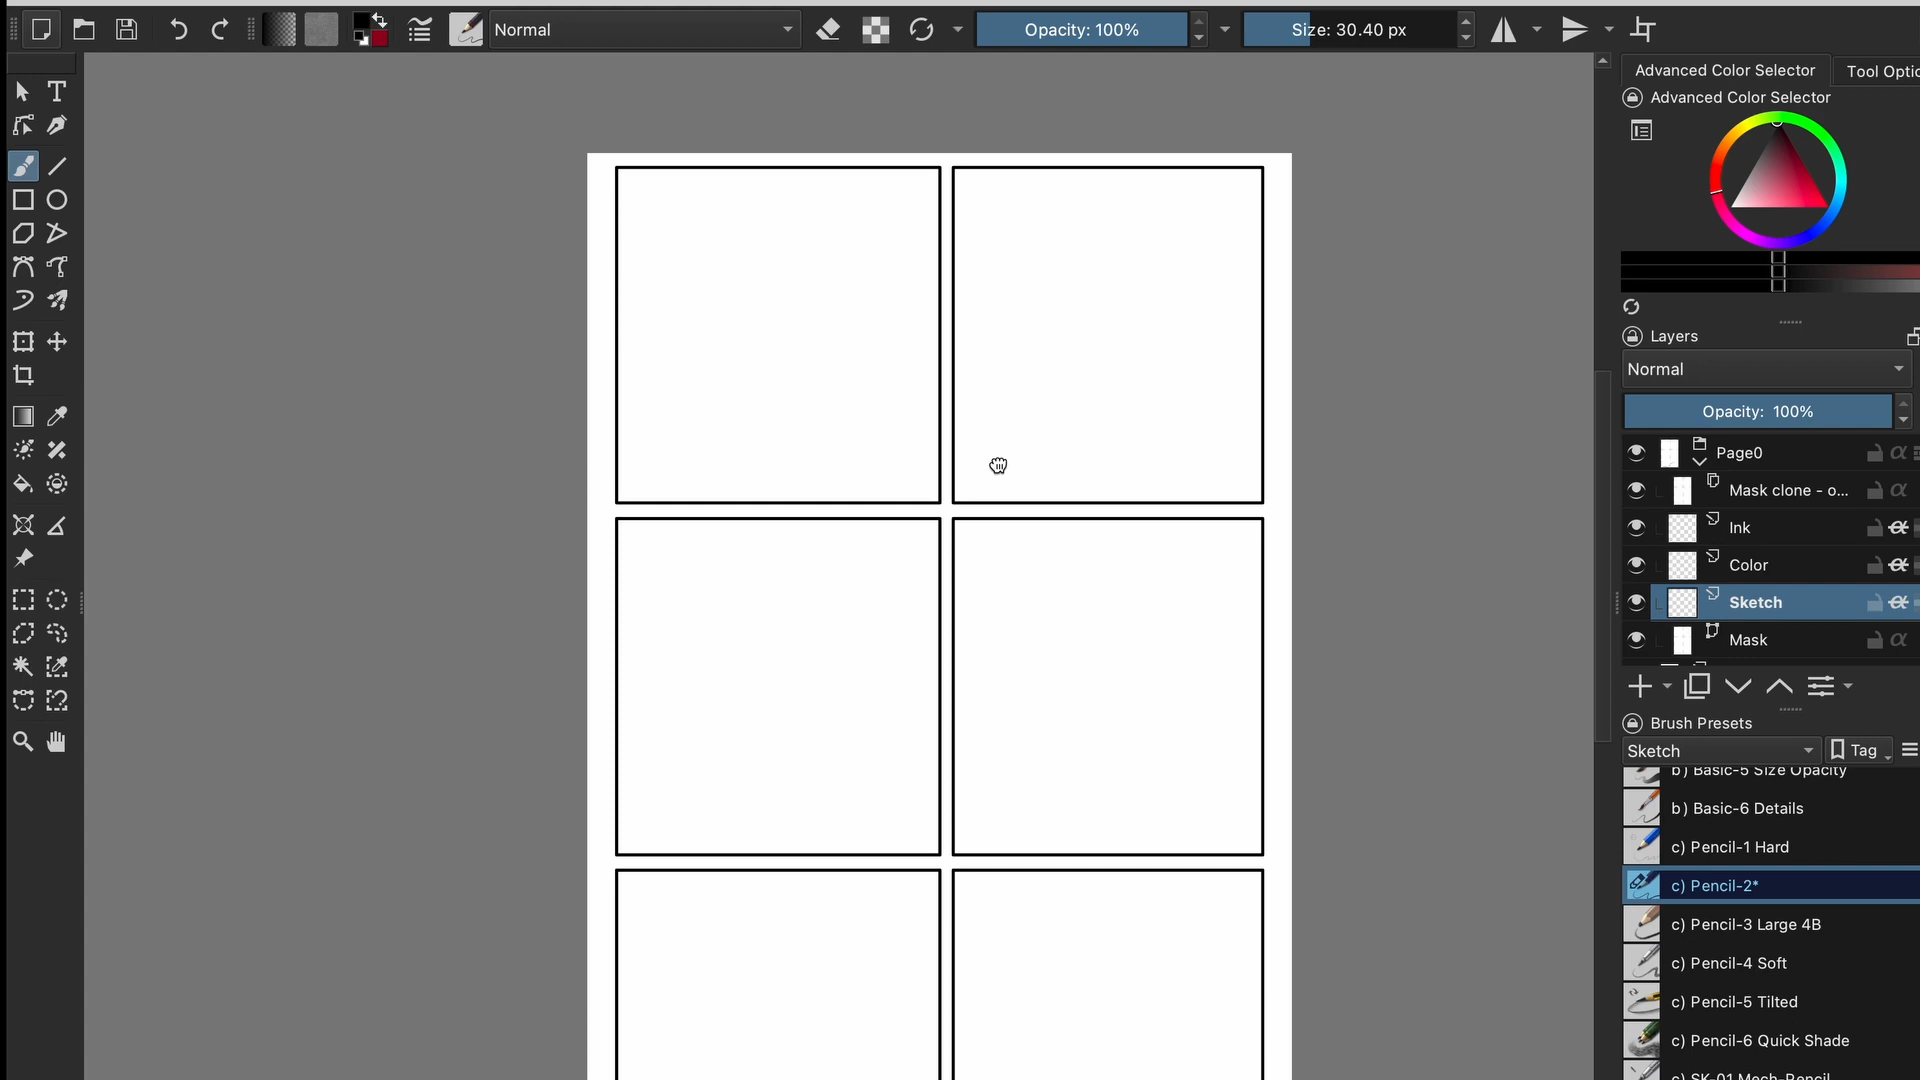 Normal
Opacity: 100%
Size: 30.40 px
Advanced Color Selector
Tool Optio
Advanced Color Selector
Layers
Normal
Opacity: 100%
Page0
Mask clone - o...
Ink
Color
Sketch
Mask
Brush Presets
Sketch
Tag
b) Basic-5 Size Opacity
b) Basic-6 Details
c) Pencil-1 Hard
c) Pencil-2*
c) Pencil-3 Large 4B
c) Pencil-4 Soft
c) Pencil-5 Tilted
c) Pencil-6 Quick Shade
c) SK-01 Mech-Pencil